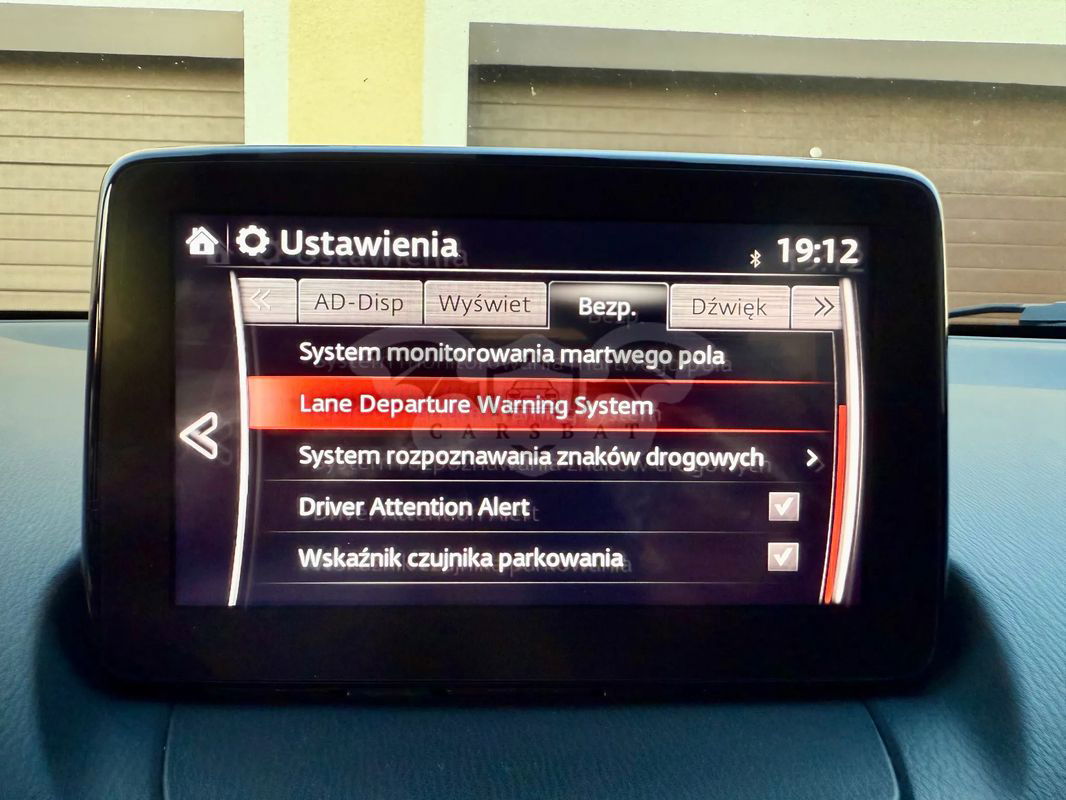 Ustawienia 19:12
AD-Disp Wyświet Bezp. Dźwięk
System monitorowania martwego pola
Lane Departure Warning System
CARSBAT
System rozpoznawania znaków drogowych
Driver Attention Alert
Wskaźnik czujnika parkowania